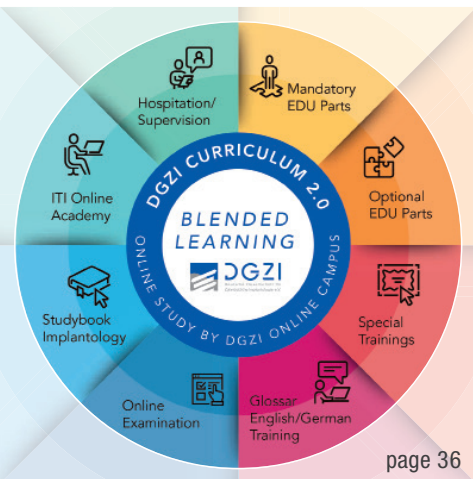 Hospitation/
Supervision
Mandatory
EDU Parts
ITI Online
Academy
Optional
EDU Parts
DGZI CURRICULUM 2.0
BLENDED
LEARNING
DGZI
ONLINE STUDY BY DGZI ONLINE CAMPUS
Studybook
Implantology
Special
Trainings
Online
Examination
Glossar
English/German
Training
page 36